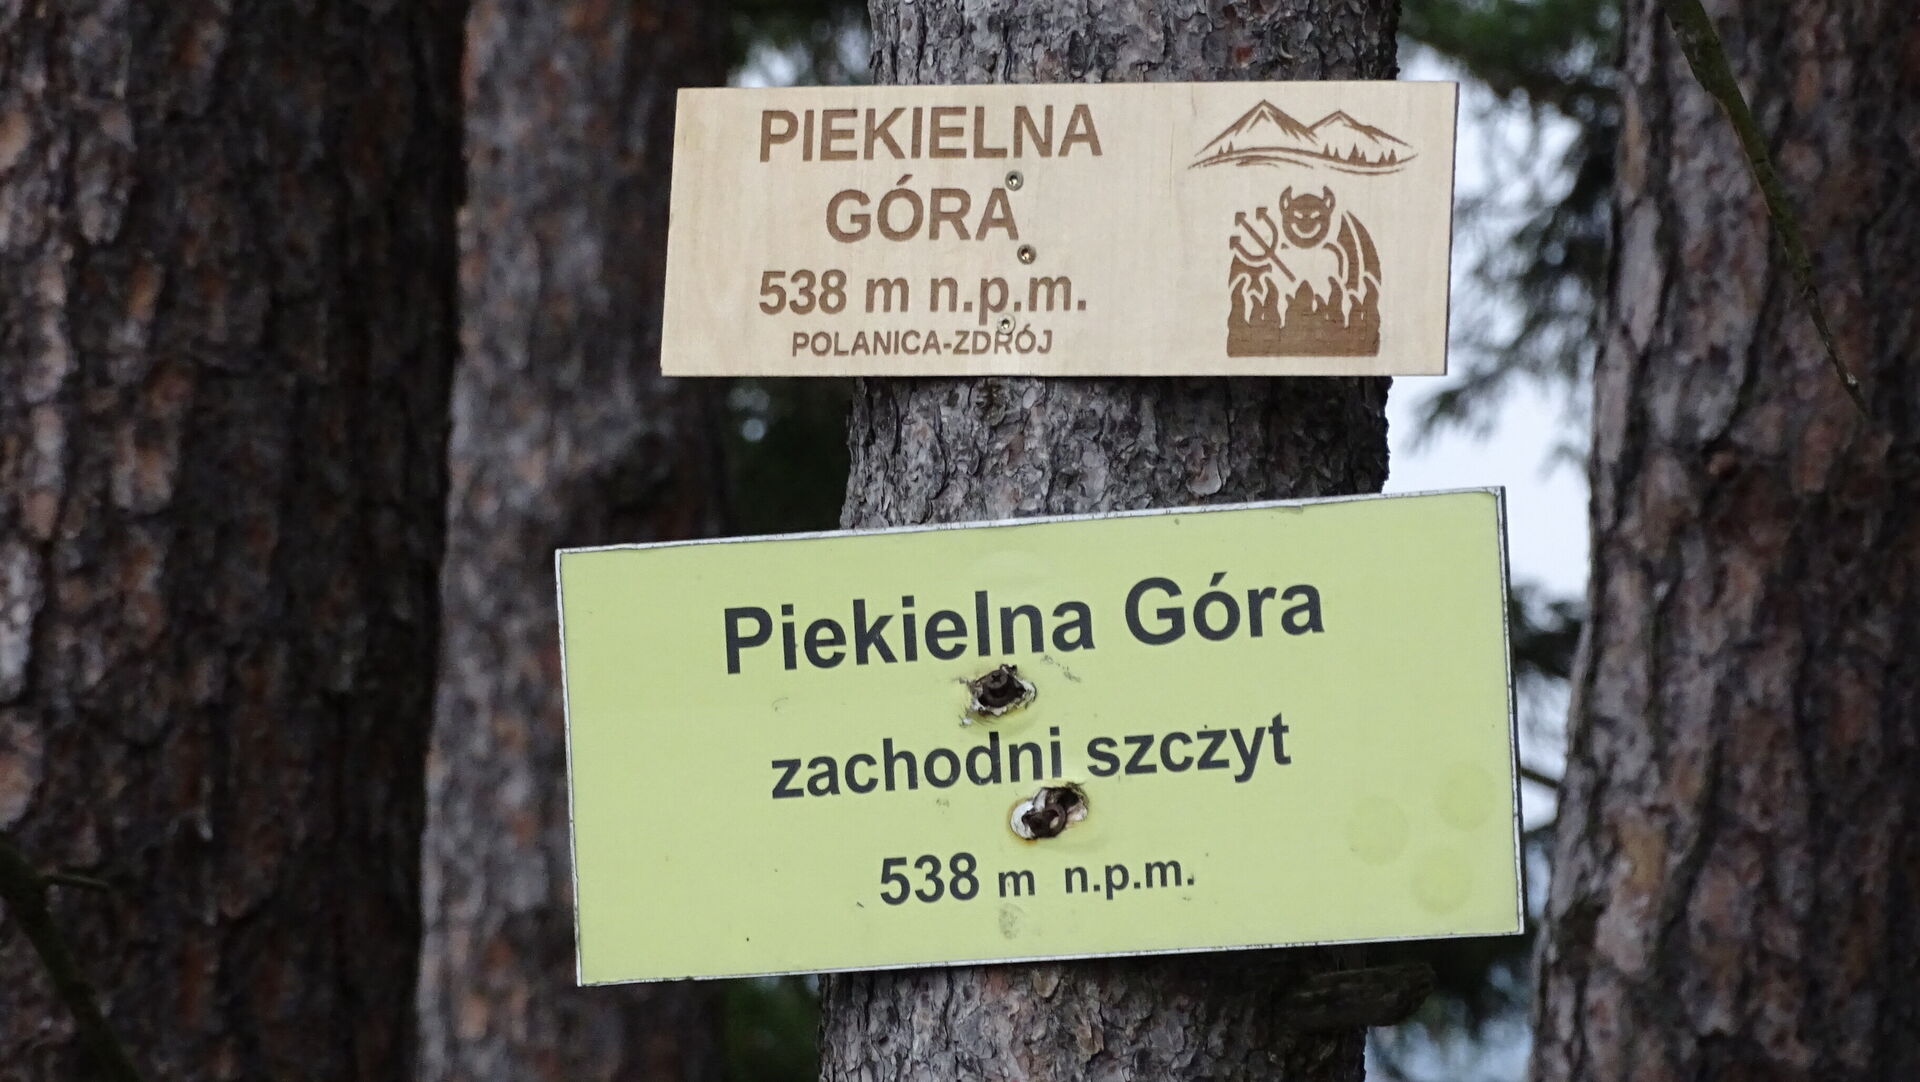 PIEKIELNA
GÓRA
538 m n.p.m.
POLANICA-ZDRÓJ
Piekielna Góra
zachodni szczyt
538 m n.p.m.